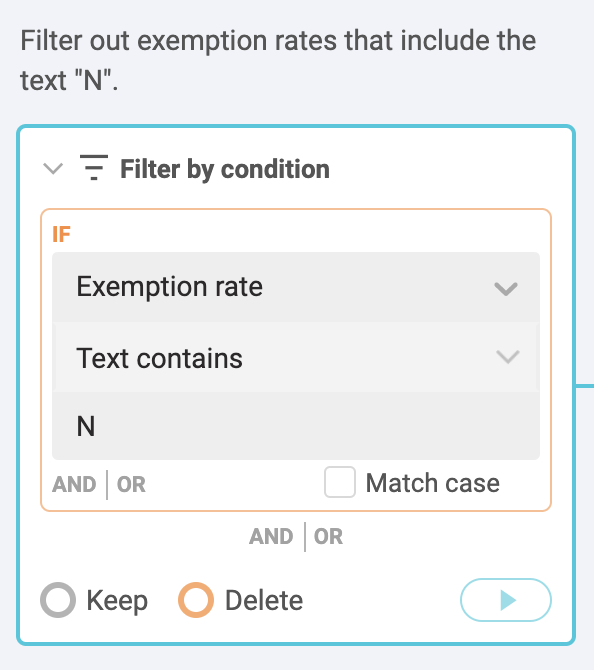 Filter out exemption rates that include the
text "N".
Filter by condition
IF
Exemption rate
Text contains
N
AND | OR
Match case
AND | OR
Keep
Delete